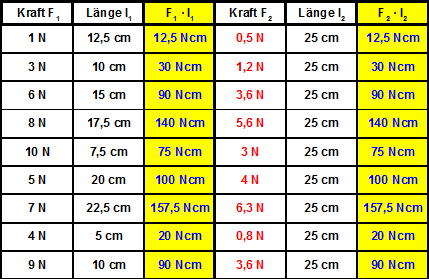 Kraft F₁ Länge l₁ F₁ · l₁ Kraft F₂ Länge l₂ F₂ · l₂
1 N 12,5 cm 12,5 Ncm 0,5 N 25 cm 12,5 Ncm
3 N 10 cm 30 Ncm 1,2 N 25 cm 30 Ncm
6 N 15 cm 90 Ncm 3,6 N 25 cm 90 Ncm
8 N 17,5 cm 140 Ncm 5,6 N 25 cm 140 Ncm
10 N 7,5 cm 75 Ncm 3 N 25 cm 75 Ncm
5 N 20 cm 100 Ncm 4 N 25 cm 100 Ncm
7 N 22,5 cm 157,5 Ncm 6,3 N 25 cm 157,5 Ncm
4 N 5 cm 20 Ncm 0,8 N 25 cm 20 Ncm
9 N 10 cm 90 Ncm 3,6 N 25 cm 90 Ncm